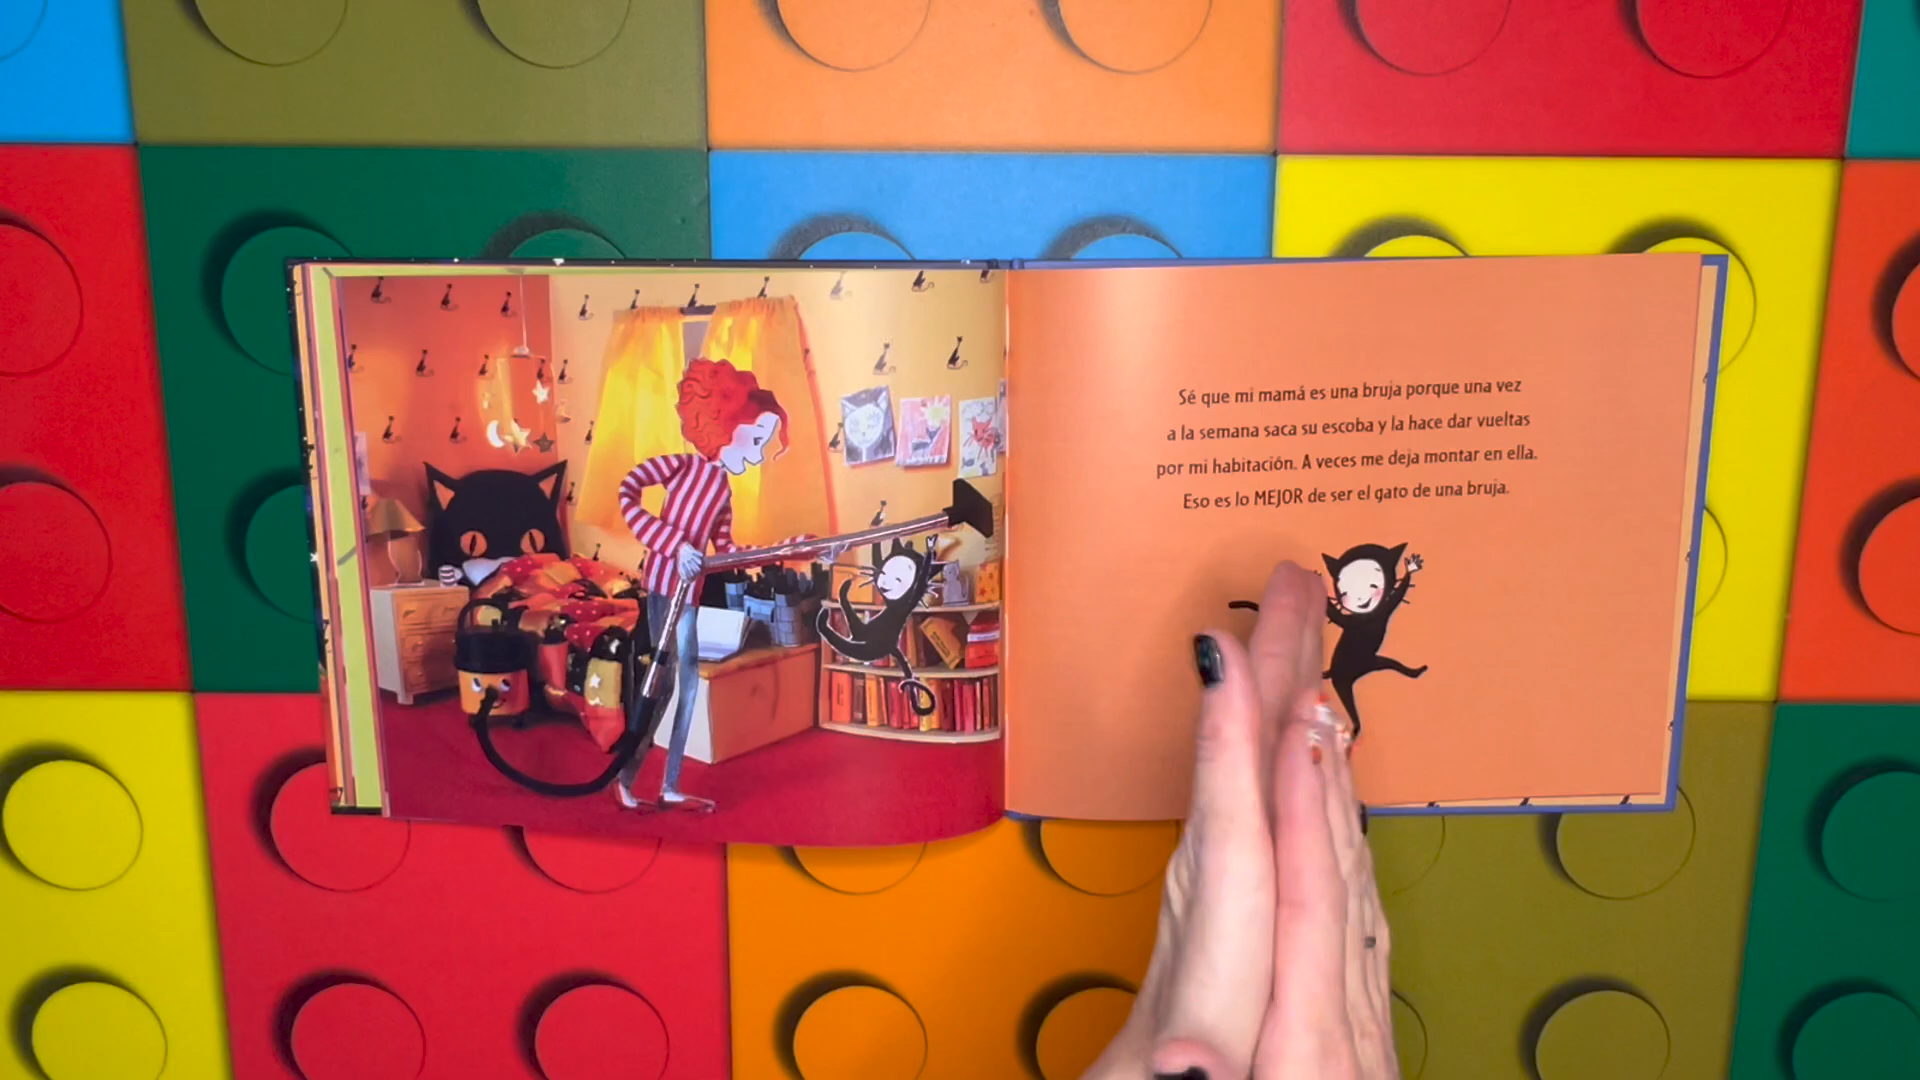 Sé que mi mamá es una bruja porque una vez
a la semana saca su escoba y la hace dar vueltas
por mi habitación. A veces me deja montar en ella.
Eso es lo MEJOR de ser el gato de una bruja.